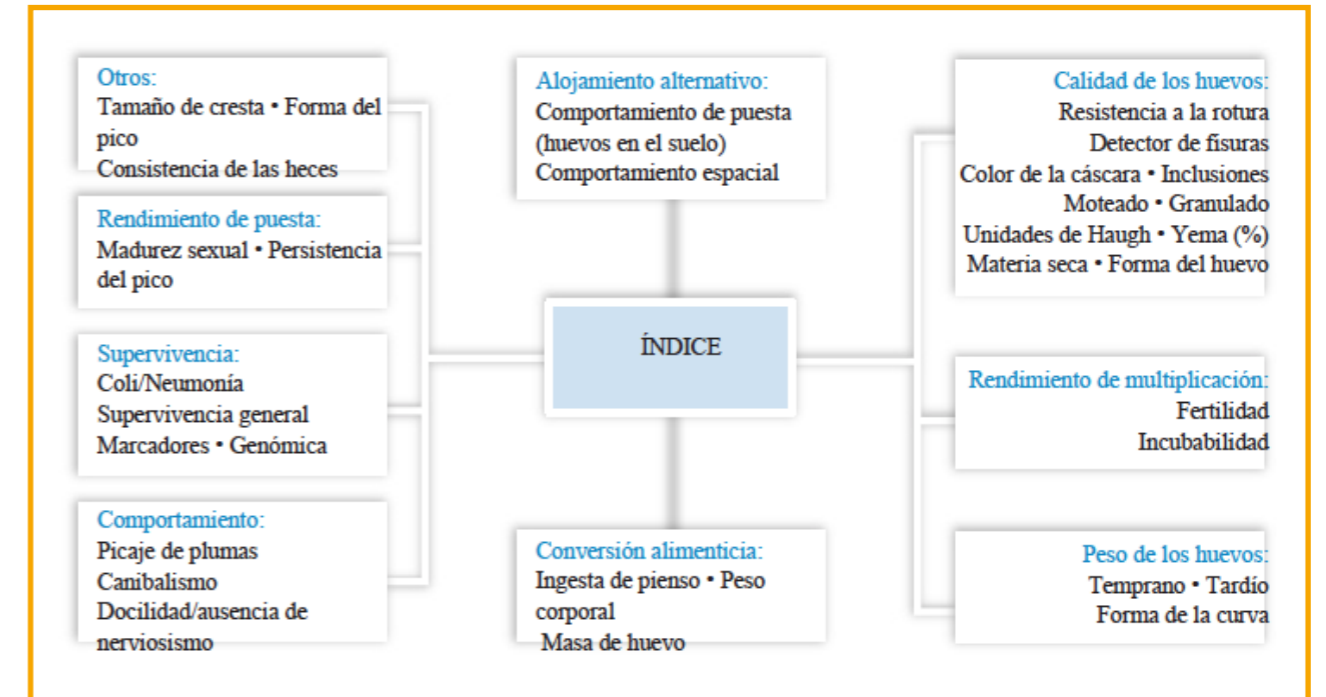 Otros:
Tamaño de cresta • Forma del
pico
Consistencia de las heces
Rendimiento de puesta:
Madurez sexual • Persistencia
del pico
Supervivencia:
Coli/Neumonía
Supervivencia general
Marcadores • Genómica
Comportamiento:
Picaje de plumas
Canibalismo
Docilidad/ausencia de
nerviosismo
Alojamiento alternativo:
Comportamiento de puesta
(huevos en el suelo)
Comportamiento espacial
ÍNDICE
Conversión alimenticia:
Ingesta de pienso • Peso
corporal
Masa de huevo
Calidad de los huevos:
Resistencia a la rotura
Detector de fisuras
Color de la cáscara • Inclusiones
Moteado • Granulado
Unidades de Haugh • Yema (%)
Materia seca • Forma del huevo
Rendimiento de multiplicación:
Fertilidad
Incubabilidad
Peso de los huevos:
Temprano • Tardío
Forma de la curva